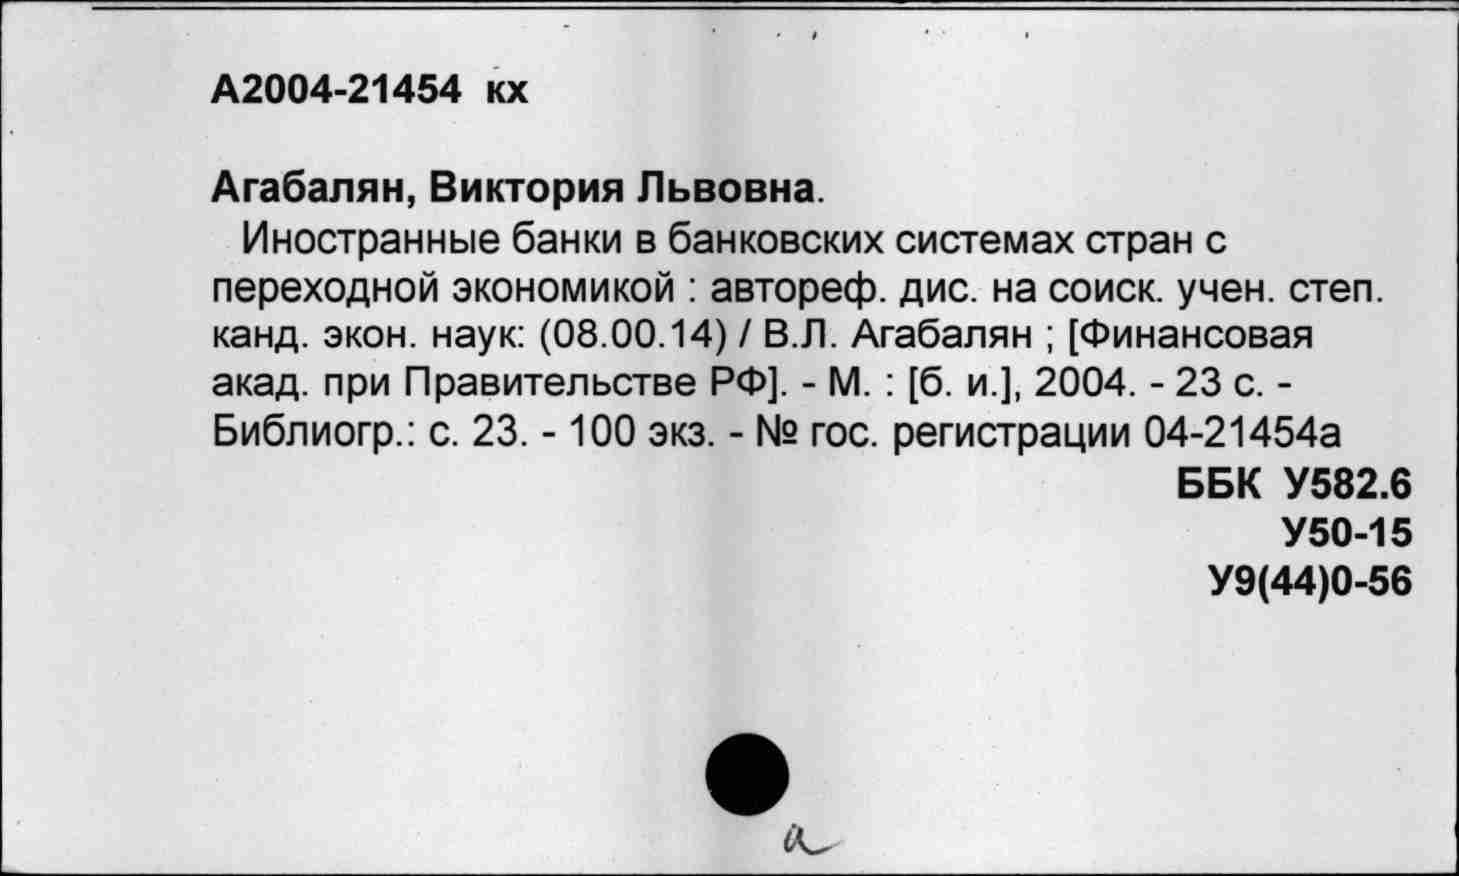 А2004-21454 кх
Агабалян, Виктория Львовна.
Иностранные банки в банковских системах стран с
переходной экономикой : автореф. дис. на соиск. учен. степ.
канд. экон. наук: (08.00.14) / В.Л. Агабалян ; [Финансовая
акад. при Правительстве РФ]. - М. : [б. и.], 2004. - 23 с. -
Библиогр.: с. 23. - 100 экз. - № гос. регистрации 04-21454а
ББК У582.6
У50-15
У9(44)0-56